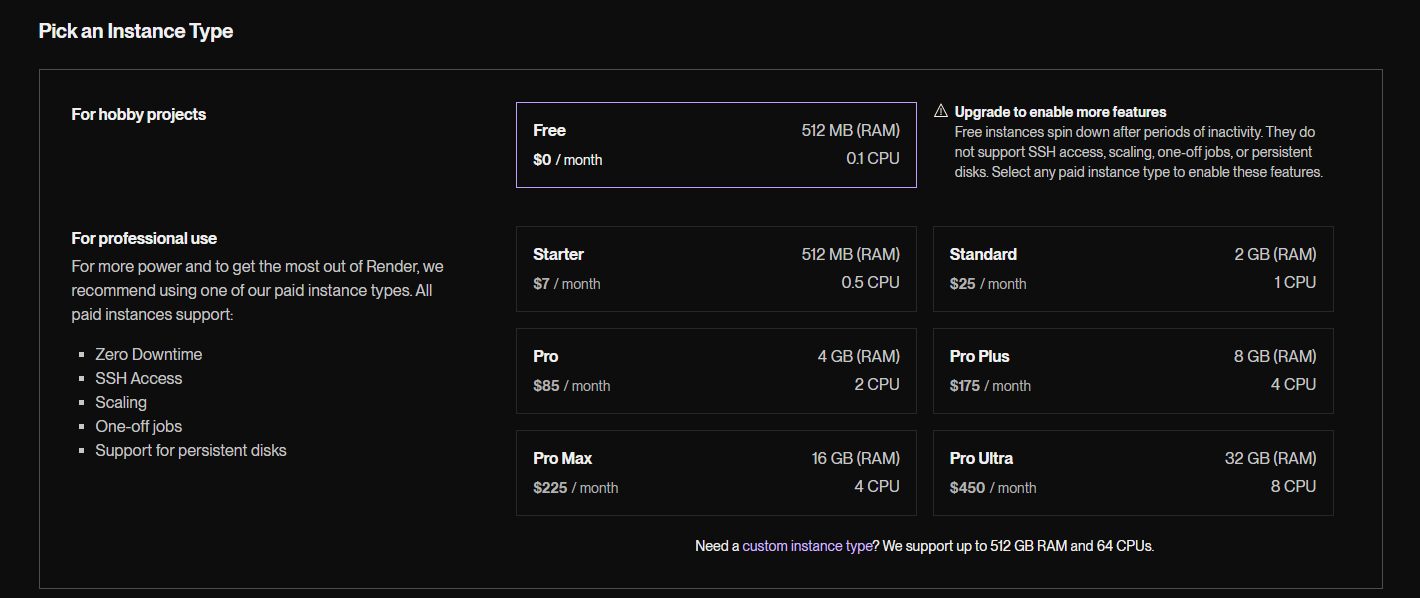 Pick an Instance Type
For hobby projects
Free
512 MB (RAM)
$0 / month
0.1 CPU
Upgrade to enable more features
Free instances spin down after periods of inactivity. They do
not support SSH access, scaling, one-off jobs, or persistent
disks. Select any paid instance type to enable these features.
For professional use
For more power and to get the most out of Render, we
recommend using one of our paid instance types. All
paid instances support:
Zero Downtime
SSH Access
Scaling
One-off jobs
Support for persistent disks
Starter
512 MB (RAM)
$7 / month
0.5 CPU
Standard
2 GB (RAM)
$25 / month
1 CPU
Pro
4 GB (RAM)
$85 / month
2 CPU
Pro Plus
8 GB (RAM)
$175 / month
4 CPU
Pro Max
16 GB (RAM)
$225 / month
4 CPU
Pro Ultra
32 GB (RAM)
$450 / month
8 CPU
Need a custom instance type? We support up to 512 GB RAM and 64 CPUs.